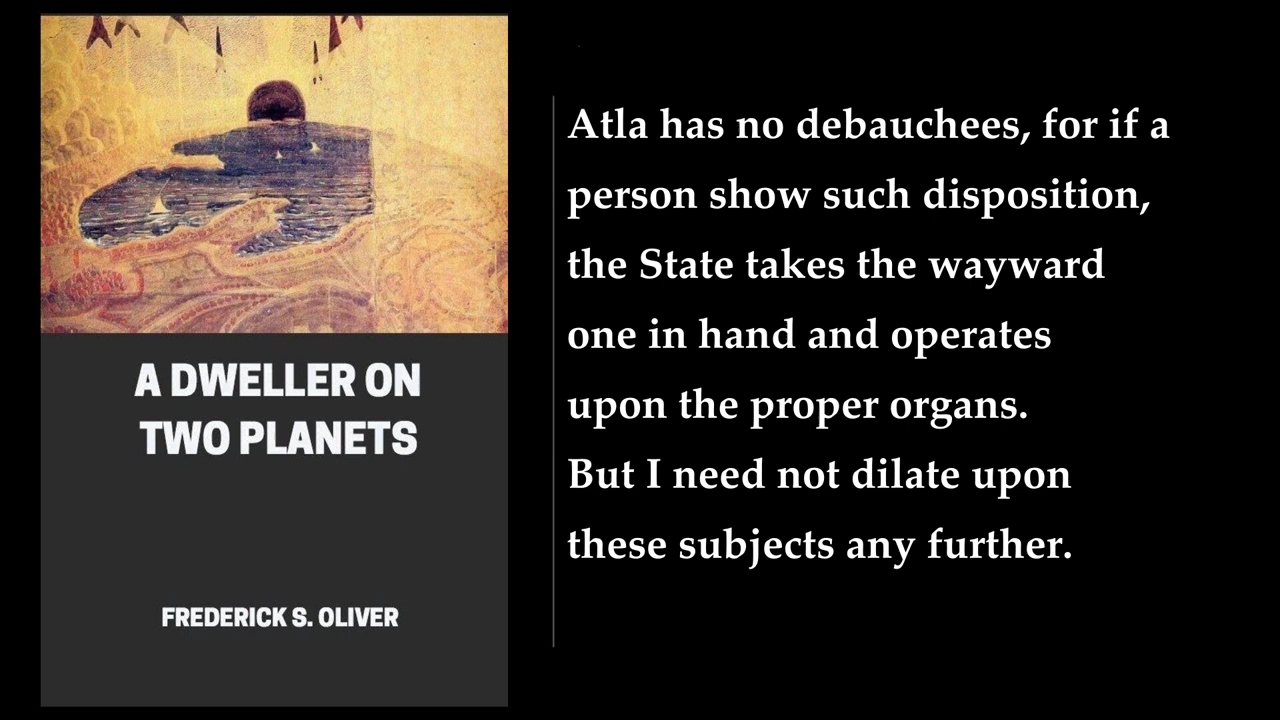 A DWELLER ON
TWO PLANETS
FREDERICK S. OLIVER
Atla has no debauchees, for if a
person show such disposition,
the State takes the wayward
one in hand and operates
upon the proper organs.
But I need not dilate upon
these subjects any further.